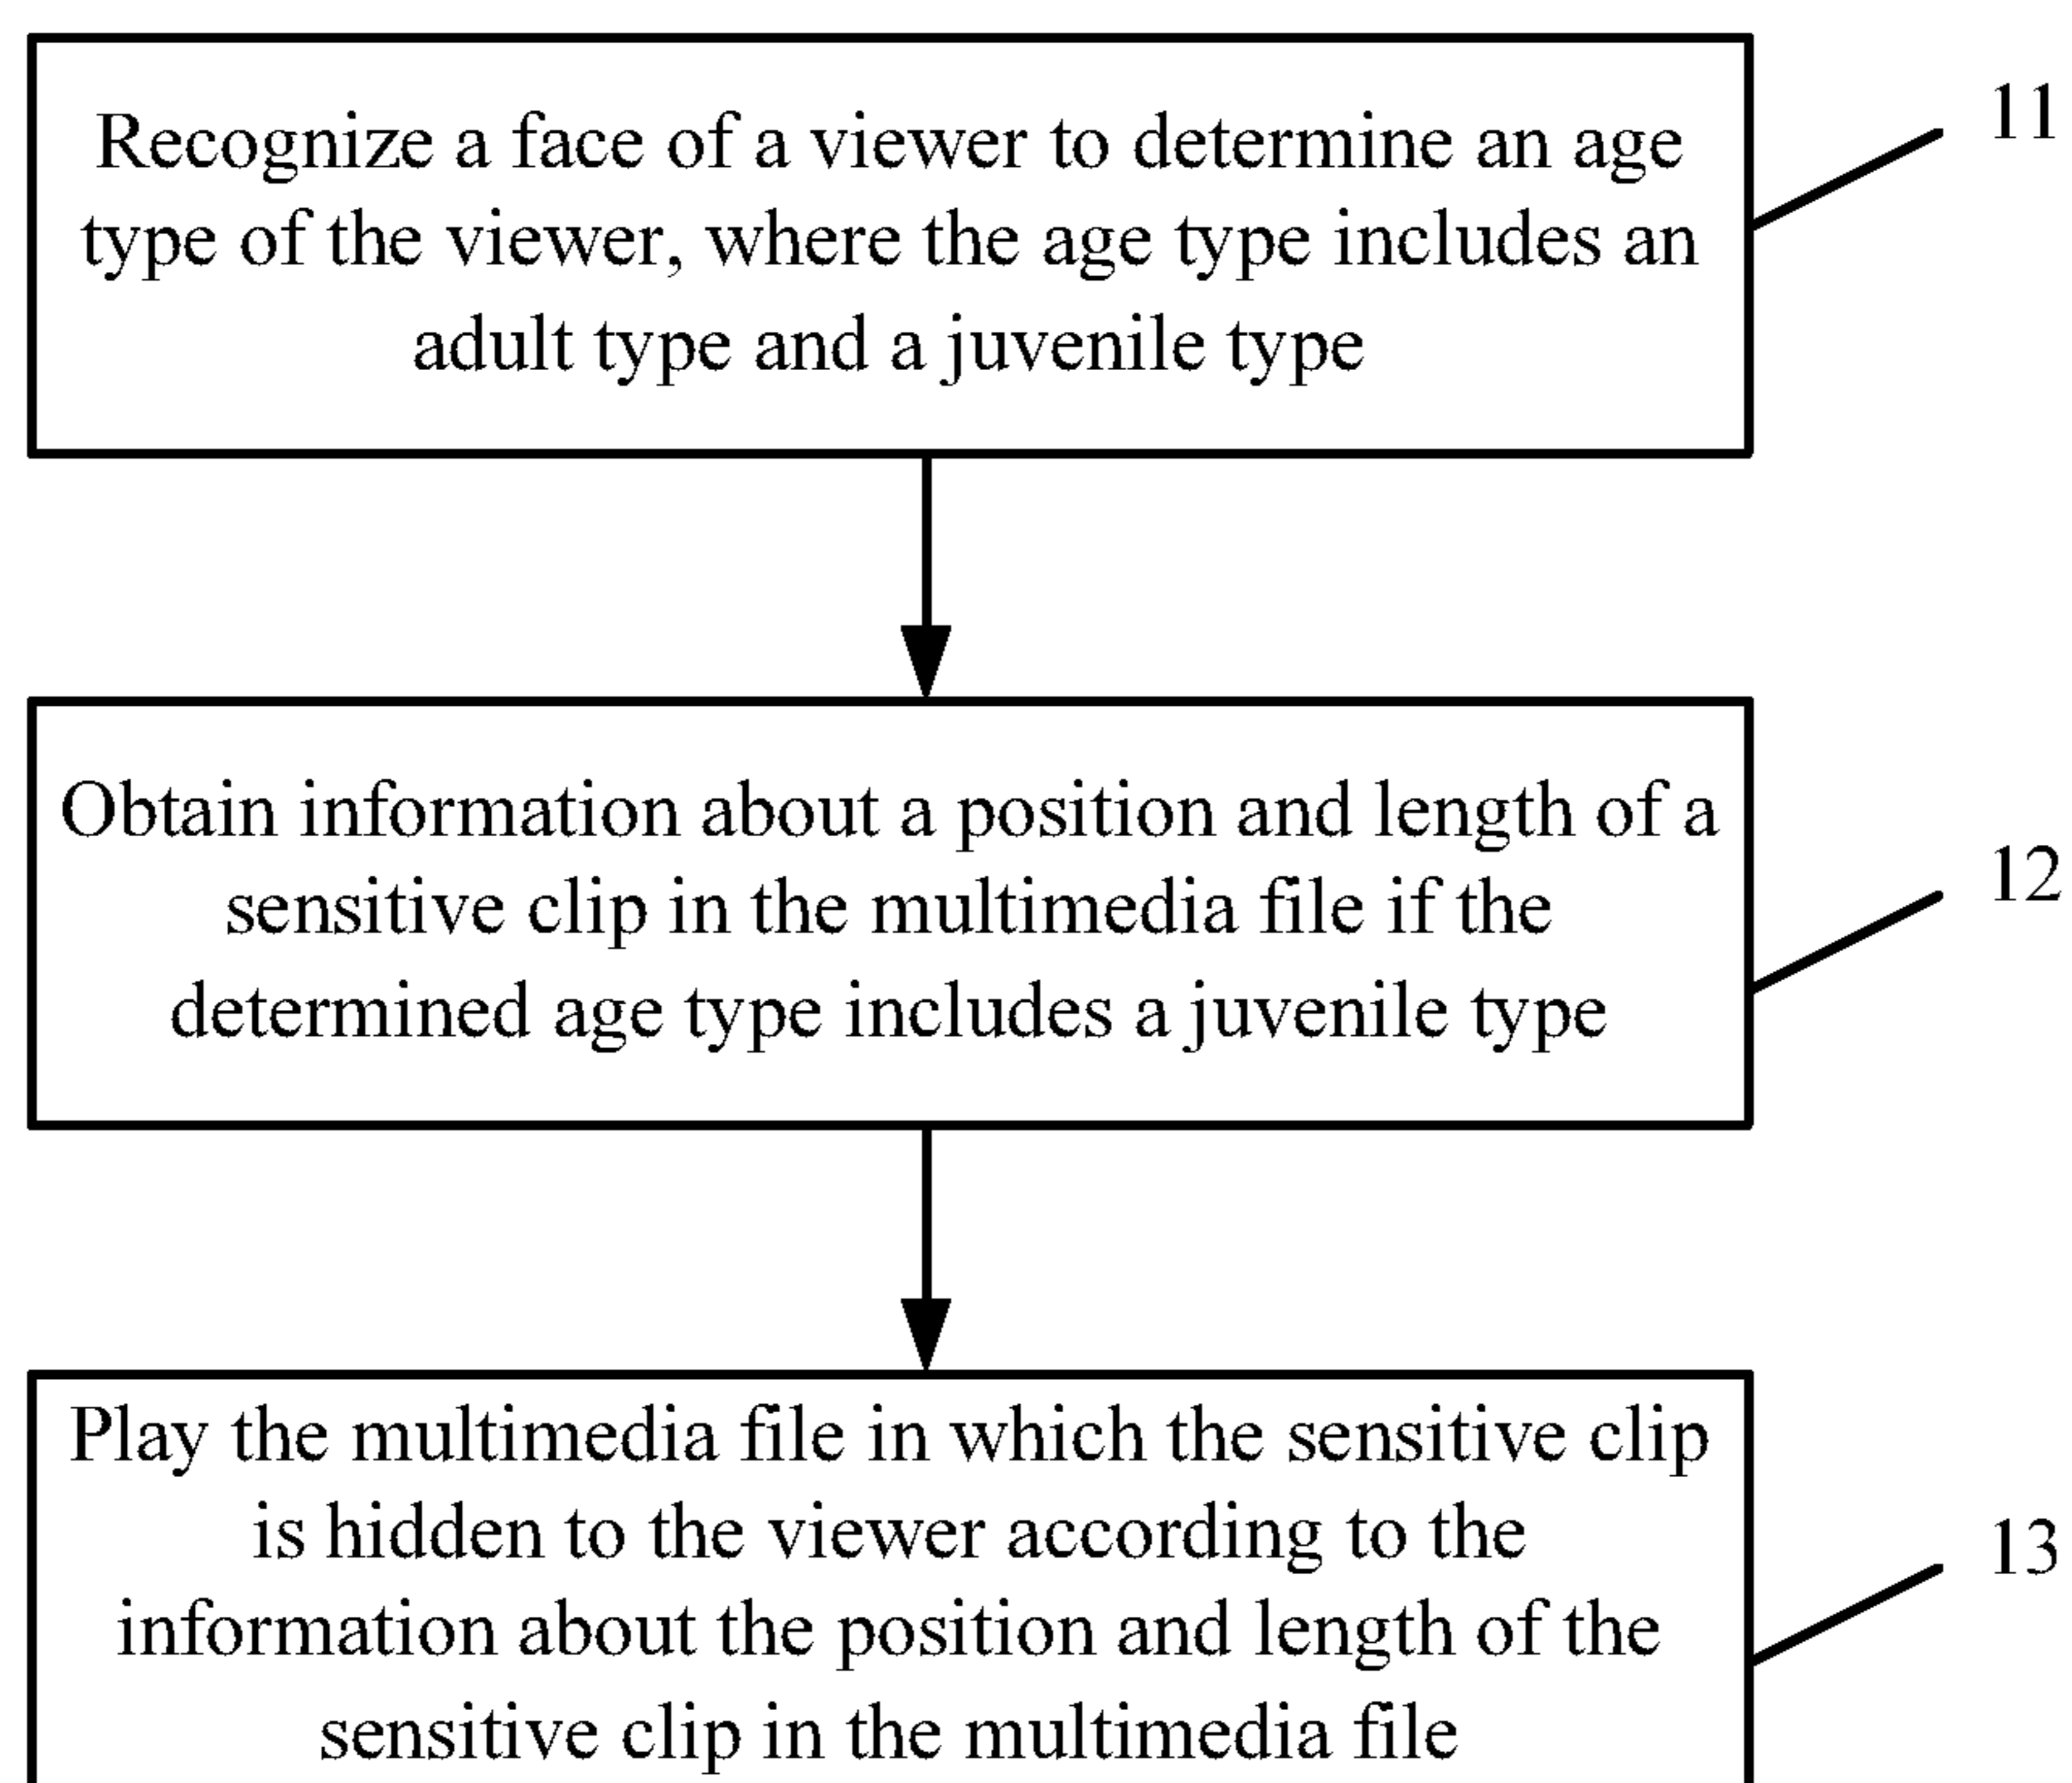 Recognize a face of a viewer to determine an age
type of the viewer, where the age type includes an
adult type and a juvenile type
11
Obtain information about a position and length of a
sensitive clip in the multimedia file if the
determined age type includes a juvenile type
12
Play the multimedia file in which the sensitive clip
is hidden to the viewer according to the
information about the position and length of the
sensitive clip in the multimedia file
13